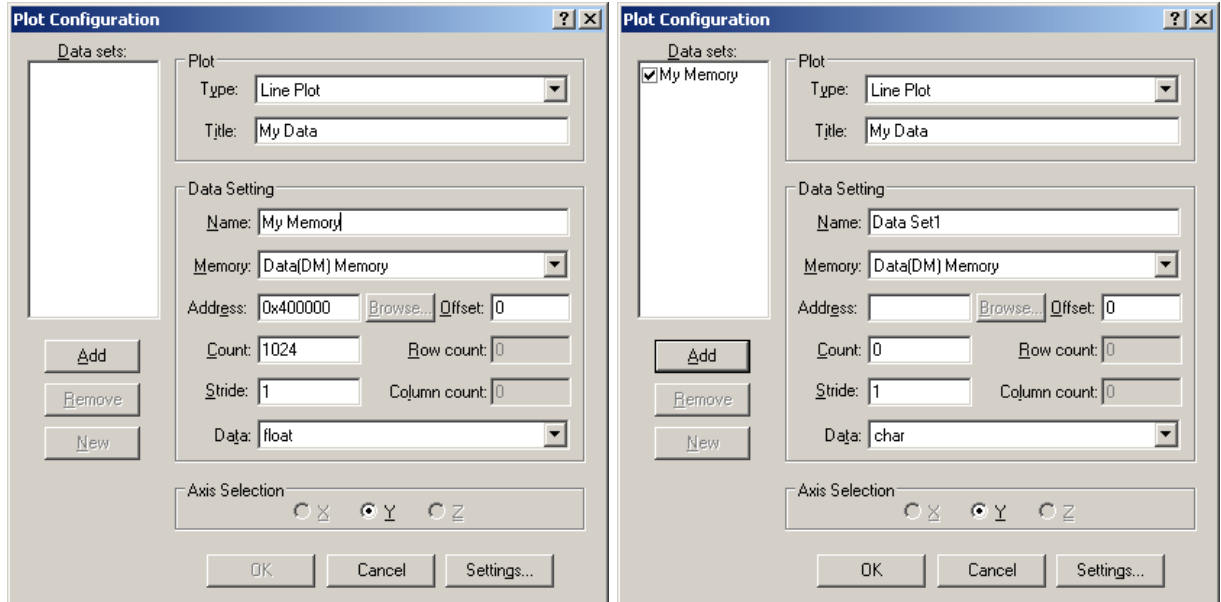 Plot Configuration
Data sets:
Plot
Type: Line Plot
Title: My Data
Data Setting
Name: My Memory
Memory: Data(DM) Memory
Address: 0x400000 Browse... Offset: 0
Count: 1024 Row count: 0
Stride: 1 Column count: 0
Data: float
Add
Remove
New
Axis Selection
X Y Z
OK Cancel Settings...
Plot Configuration
Data sets:
My Memory
Plot
Type: Line Plot
Title: My Data
Data Setting
Name: Data Set1
Memory: Data(DM) Memory
Address: Browse... Offset: 0
Count: 0 Row count: 0
Stride: 1 Column count: 0
Data: char
Add
Remove
New
Axis Selection
X Y Z
OK Cancel Settings...